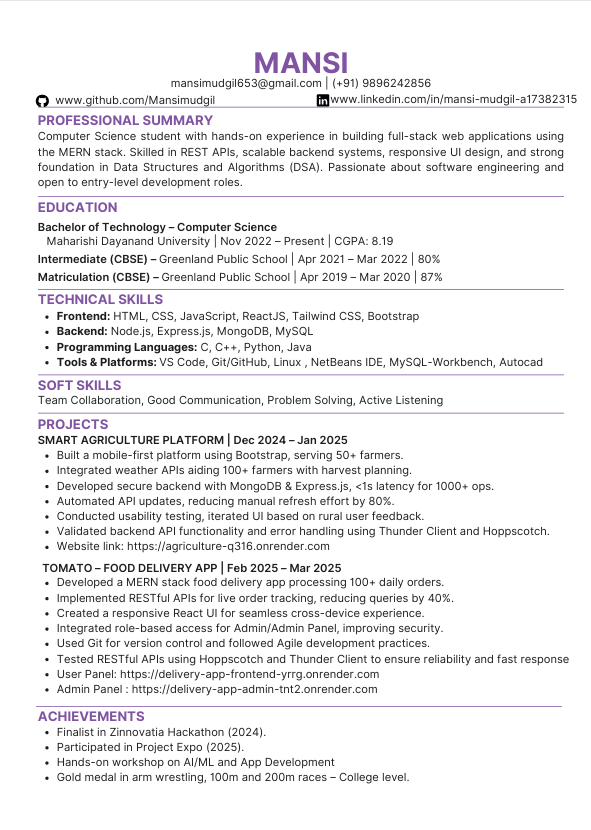 MANSI
mansimudgil653@gmail.com | (+91) 9896242856
www.github.com/Mansimudgil
www.linkedin.com/in/mansi-mudgil-a17382315
PROFESSIONAL SUMMARY
Computer Science student with hands-on experience in building full-stack web applications using
the MERN stack. Skilled in REST APIs, scalable backend systems, responsive UI design, and strong
foundation in Data Structures and Algorithms (DSA). Passionate about software engineering and
open to entry-level development roles.
EDUCATION
Bachelor of Technology – Computer Science
Maharishi Dayanand University | Nov 2022 – Present | CGPA: 8.19
Intermediate (CBSE) – Greenland Public School | Apr 2021 – Mar 2022 | 80%
Matriculation (CBSE) – Greenland Public School | Apr 2019 – Mar 2020 | 87%
TECHNICAL SKILLS
• Frontend: HTML, CSS, JavaScript, ReactJS, Tailwind CSS, Bootstrap
• Backend: Node.js, Express.js, MongoDB, MySQL
• Programming Languages: C, C++, Python, Java
• Tools & Platforms: VS Code, Git/GitHub, Linux , NetBeans IDE, MySQL-Workbench, Autocad
SOFT SKILLS
Team Collaboration, Good Communication, Problem Solving, Active Listening
PROJECTS
SMART AGRICULTURE PLATFORM | Dec 2024 – Jan 2025
• Built a mobile-first platform using Bootstrap, serving 50+ farmers.
• Integrated weather APIs aiding 100+ farmers with harvest planning.
• Developed secure backend with MongoDB & Express.js, <1s latency for 1000+ ops.
• Automated API updates, reducing manual refresh effort by 80%.
• Conducted usability testing, iterated UI based on rural user feedback.
• Validated backend API functionality and error handling using Thunder Client and Hoppscotch.
• Website link: https://agriculture-q316.onrender.com
TOMATO – FOOD DELIVERY APP | Feb 2025 – Mar 2025
• Developed a MERN stack food delivery app processing 100+ daily orders.
• Implemented RESTful APIs for live order tracking, reducing queries by 40%.
• Created a responsive React UI for seamless cross-device experience.
• Integrated role-based access for Admin/Admin Panel, improving security.
• Used Git for version control and followed Agile development practices.
• Tested RESTful APIs using Hoppscotch and Thunder Client to ensure reliability and fast response
• User Panel: https://delivery-app-frontend-yrrg.onrender.com
• Admin Panel : https://delivery-app-admin-tnt2.onrender.com
ACHIEVEMENTS
• Finalist in Zinnovatia Hackathon (2024).
• Participated in Project Expo (2025).
• Hands-on workshop on AI/ML and App Development
• Gold medal in arm wrestling, 100m and 200m races – College level.